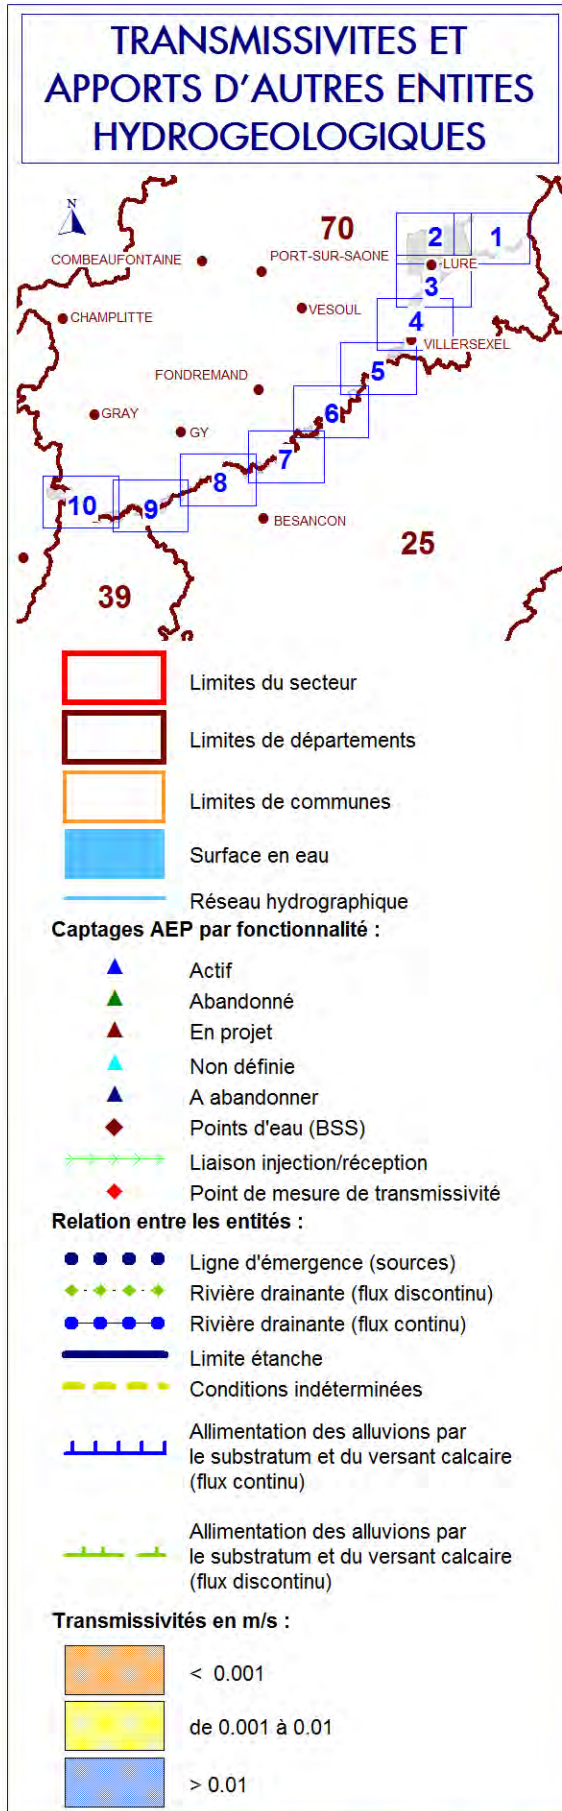 TRANSMISSIVITES ET
APPORTS D'AUTRES ENTITES
HYDROGEOLOGIQUES
N
70
2
1
COMBEAUFONTAINE
PORT-SUR-SAONE
LURE
3
CHAMPLITTE
VESOUL
4
VILLERSEXEL
5
FONDREMAND
6
GRAY
GY
7
8
10
9
BESANCON
25
39
Limites du secteur
Limites de départements
Limites de communes
Surface en eau
Réseau hydrographique
Captages AEP par fonctionnalité :
Actif
Abandonné
En projet
Non définie
A abandonner
Points d'eau (BSS)
Liaison injection/réception
Point de mesure de transmissivité
Relation entre les entités :
Ligne d'émergence (sources)
Rivière drainante (flux discontinu)
Rivière drainante (flux continu)
Limite étanche
Conditions indéterminées
Allimentation des alluvions par
le substratum et du versant calcaire
(flux continu)
Allimentation des alluvions par
le substratum et du versant calcaire
(flux discontinu)
Transmissivités en m/s :
< 0.001
de 0.001 à 0.01
> 0.01